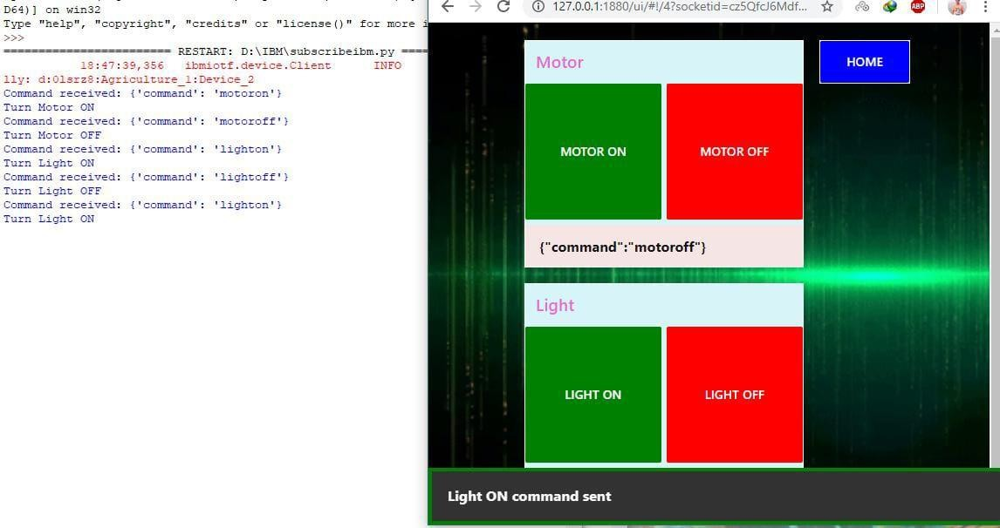 D64)] on win32
Type "help", "copyright", "credits" or "license()" for more i
>>>
======================== RESTART: D:\IBM\subscribeibm.py ====
18:47:39,356 ibmiotf.device.Client INFO
lly: d:0lsrz8:Agriculture_1:Device_2
Command received: {'command': 'motoron'}
Turn Motor ON
Command received: {'command': 'motoroff'}
Turn Motor OFF
Command received: {'command': 'lighton'}
Turn Light ON
Command received: {'command': 'lightoff'}
Turn Light OFF
Command received: {'command': 'lighton'}
Turn Light ON
127.0.0.1:1880/ui/#!/4?socketid=cz5QfcJ6Mdf...
ABP
Motor
HOME
MOTOR ON
MOTOR OFF
{"command":"motoroff"}
Light
LIGHT ON
LIGHT OFF
Light ON command sent